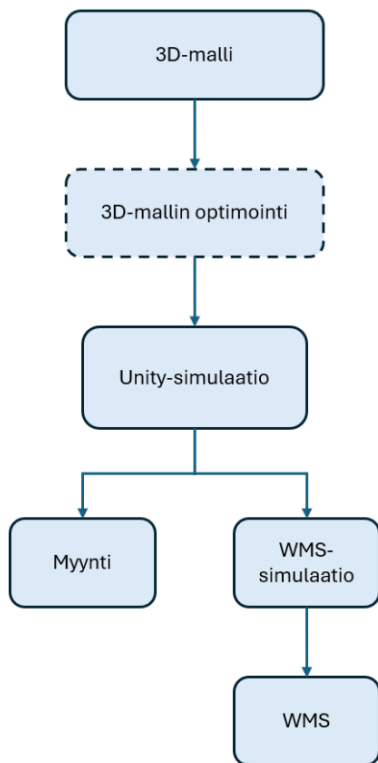 3D-malli
3D-mallin optimointi
Unity-simulaatio
Myynti
WMS-
simulaatio
WMS